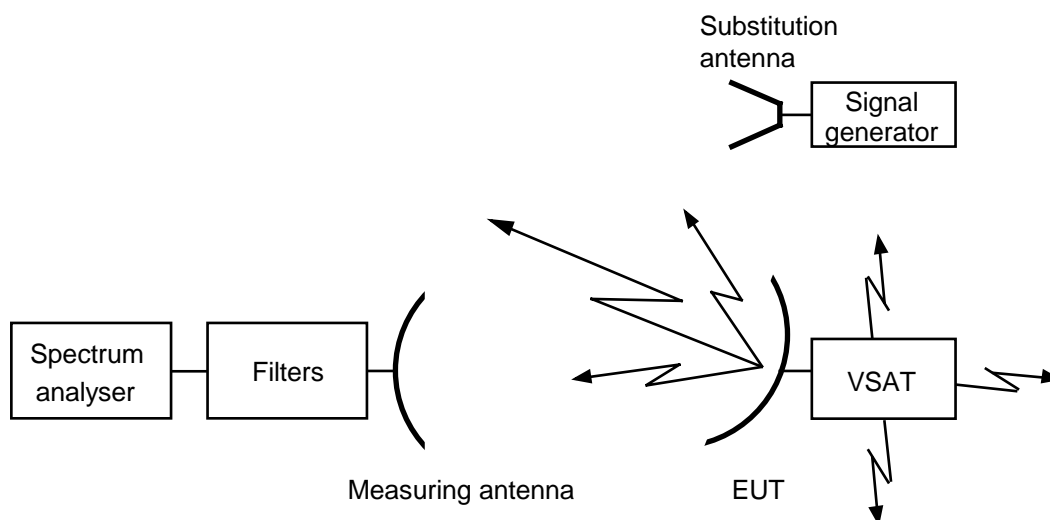 Substitution
antenna
Signal
generator
Spectrum
analyser
Filters
VSAT
Measuring antenna
EUT